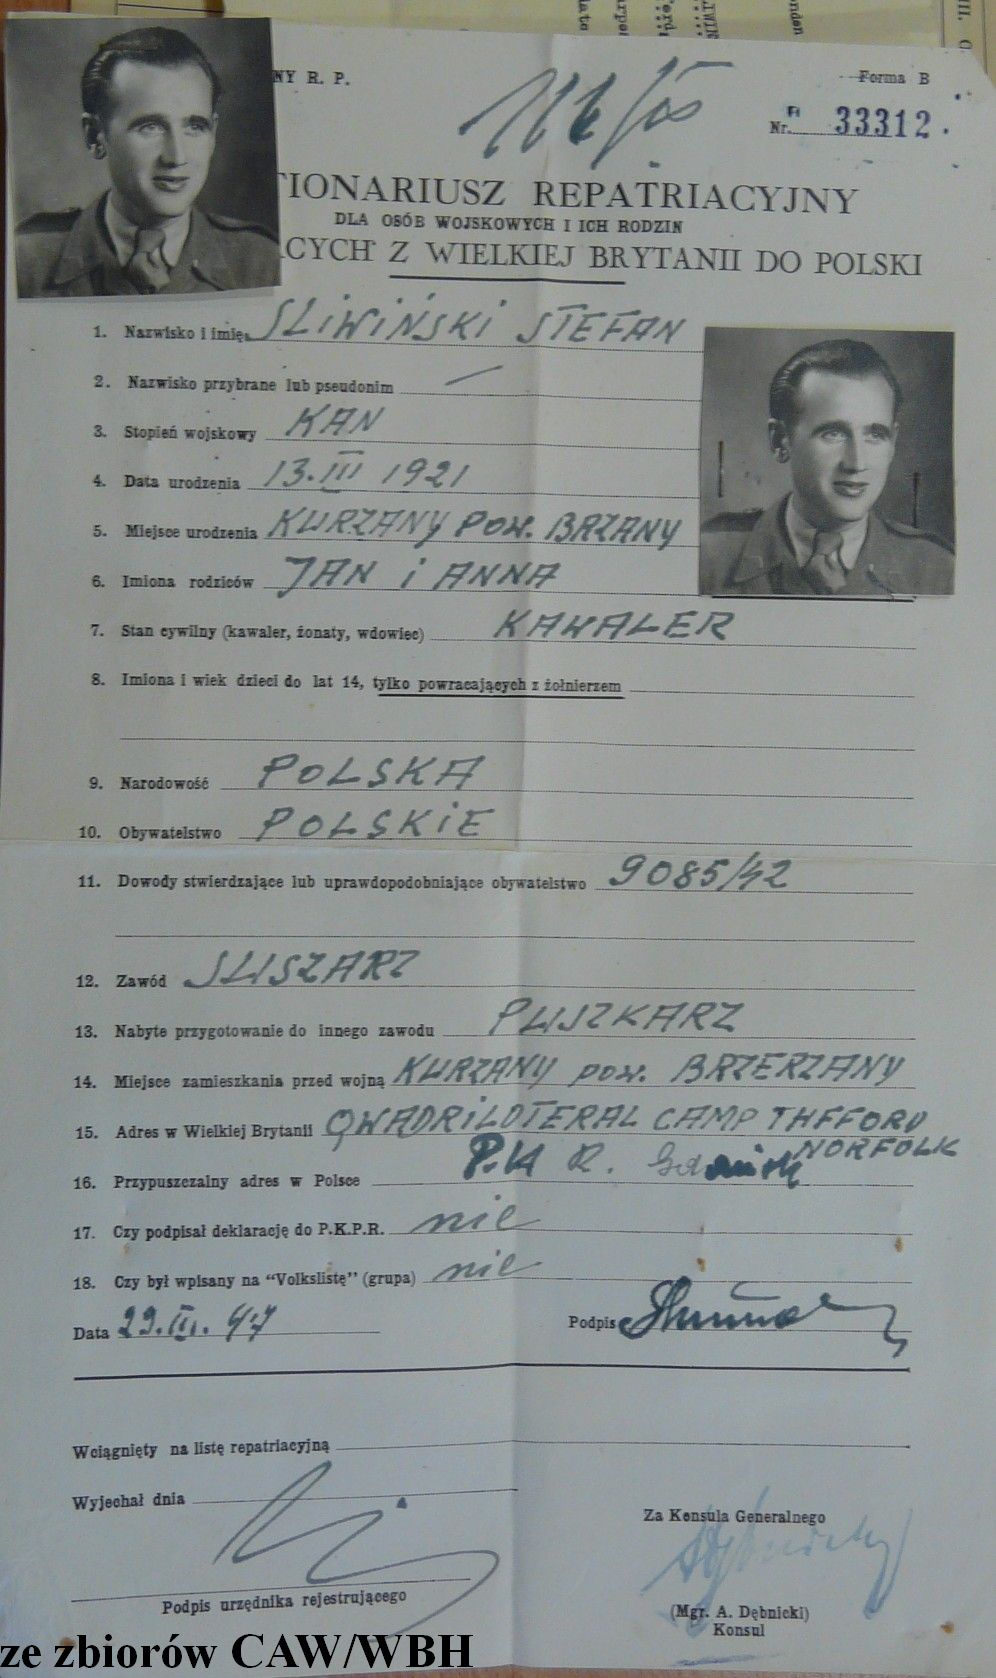 NY R. P.
Forma B
Nr. A 33312.
TIONARIUSZ REPATRIACYJNY
DLA OSÓB WOJSKOWYCH I ICH RODZIN
ĄCYCH Z WIELKIEJ BRYTANII DO POLSKI
1. Nazwisko i imię SLIWIŃSKI STEFAN
2. Nazwisko przybrane lub pseudonim —
3. Stopień wojskowy KAN
4. Data urodzenia 13.III 1921
5. Miejsce urodzenia KURZANY POW. BRZANY
6. Imiona rodziców JAN i ANNA
7. Stan cywilny (kawaler, żonaty, wdowiec) KAWALER
8. Imiona i wiek dzieci do lat 14, tylko powracających z żołnierzem
9. Narodowość POLSKA
10. Obywatelstwo POLSKIE
11. Dowody stwierdzające lub uprawdopodobniające obywatelstwo 9085/42
12. Zawód SLUSZARZ
13. Nabyte przygotowanie do innego zawodu PUSZKARZ
14. Miejsce zamieszkania przed wojną KURZANY pow. BRZERZANY
15. Adres w Wielkiej Brytanii QWADRILOTERAL CAMP THFFORD
NORFOLK
16. Przypuszczalny adres w Polsce R. Gdańsk
17. Czy podpisał deklarację do P.K.P.R. nie
18. Czy był wpisany na "Volkslistę" (grupa) nie
Data 29.III.47 Podpis
Wciągnięty na listę repatriacyjną
Wyjechał dnia
Za Konsula Generalnego
Podpis urzędnika rejestrującego
(Mgr. A. Dębnicki)
Konsul
ze zbiorów CAW/WBH